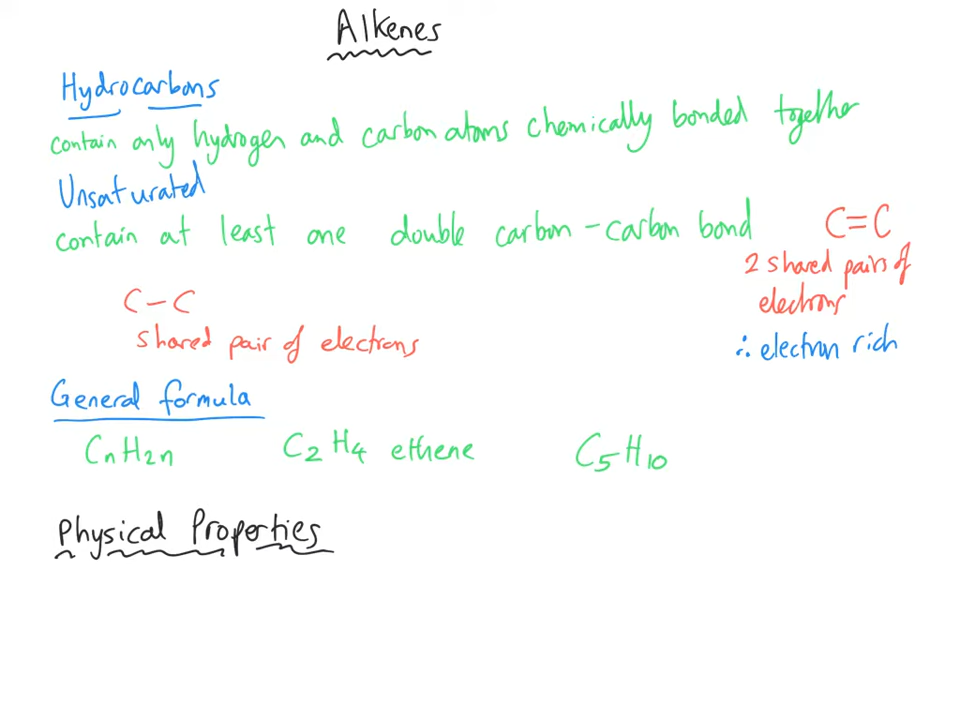 Alkenes
Hydrocarbons
contain only hydrogen and carbon atoms chemically bonded together
Unsaturated
contain at least one double carbon-carbon bond
C=C
2 shared pairs of
electrons
∴ electron rich
C-C
shared pair of electrons
General formula
CnH2n C2H4 ethene C5H10
Physical Properties